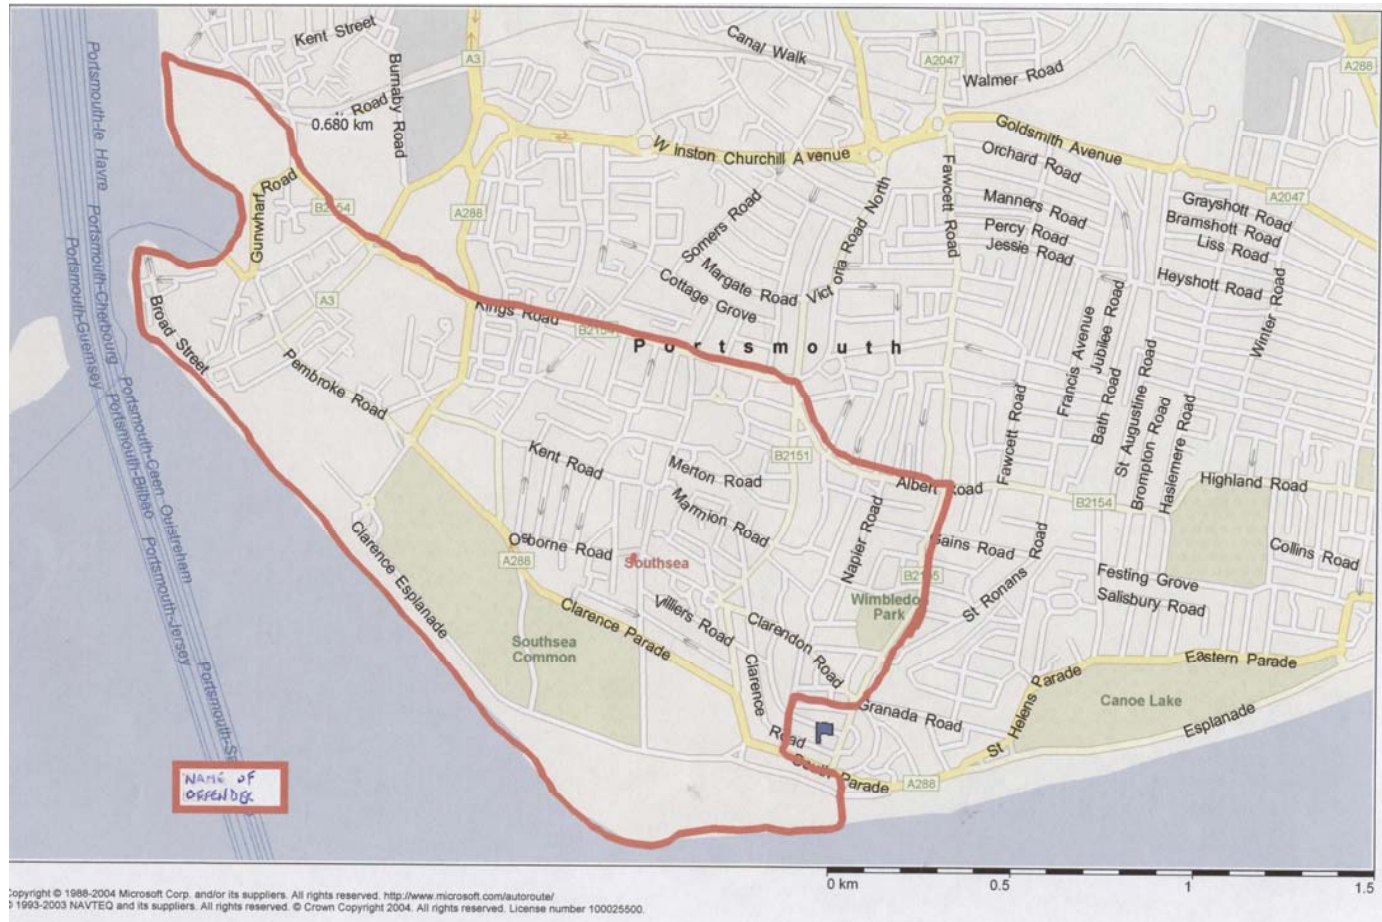 Kent Street
Canal Walk
A3
A2047
A288
Walmer Road
Burnaby Road
Road
0.680 km
Goldsmith Avenue
Winston Churchill Avenue
Orchard Road
Portsmouth-le Havre
Portsmouth-Cherbourg
Portsmouth-Guernsey
Fawcett Road
Gunwharf Road
A288
Somers Road
Victoria Road North
Manners Road
Percy Road
Jessie Road
Grayshott Road
A2047
Bramshott Road
Liss Road
Margate Road
Cottage Grove
Heyshott Road
Winter Road
A3
Broad Street
Kings Road
B2154
Portsmouth
Francis Avenue
Jubilee Road
Bath Road
St Augustine Road
Brompton Road
Haslemere Road
Pembroke Road
Portsmouth-Caen Ouistreham
Portsmouth-Bilbao
Portsmouth-Jersey
Kent Road
Merton Road
B2151
Albert Road
Fawcett Road
B2154
Highland Road
Marmion Road
Napier Road
Clarence Esplanade
Osborne Road
A288
Southsea
Gains Road
St Ronans Road
Collins Road
Festing Grove
Salisbury Road
Wimbledon
Park
Clarence Parade
Villiers Road
Clarendon Road
Southsea
Common
Clarence Road
Granada Road
St Helens Parade
Eastern Parade
Canoe Lake
Esplanade
South Parade
A288
NAME OF
OFFENDER
0 km 0.5 1 1.5
Copyright © 1988-2004 Microsoft Corp. and/or its suppliers. All rights reserved. http://www.microsoft.com/autoroute/
© 1993-2003 NAVTEQ and its suppliers. All rights reserved. © Crown Copyright 2004. All rights reserved. License number 100025500.